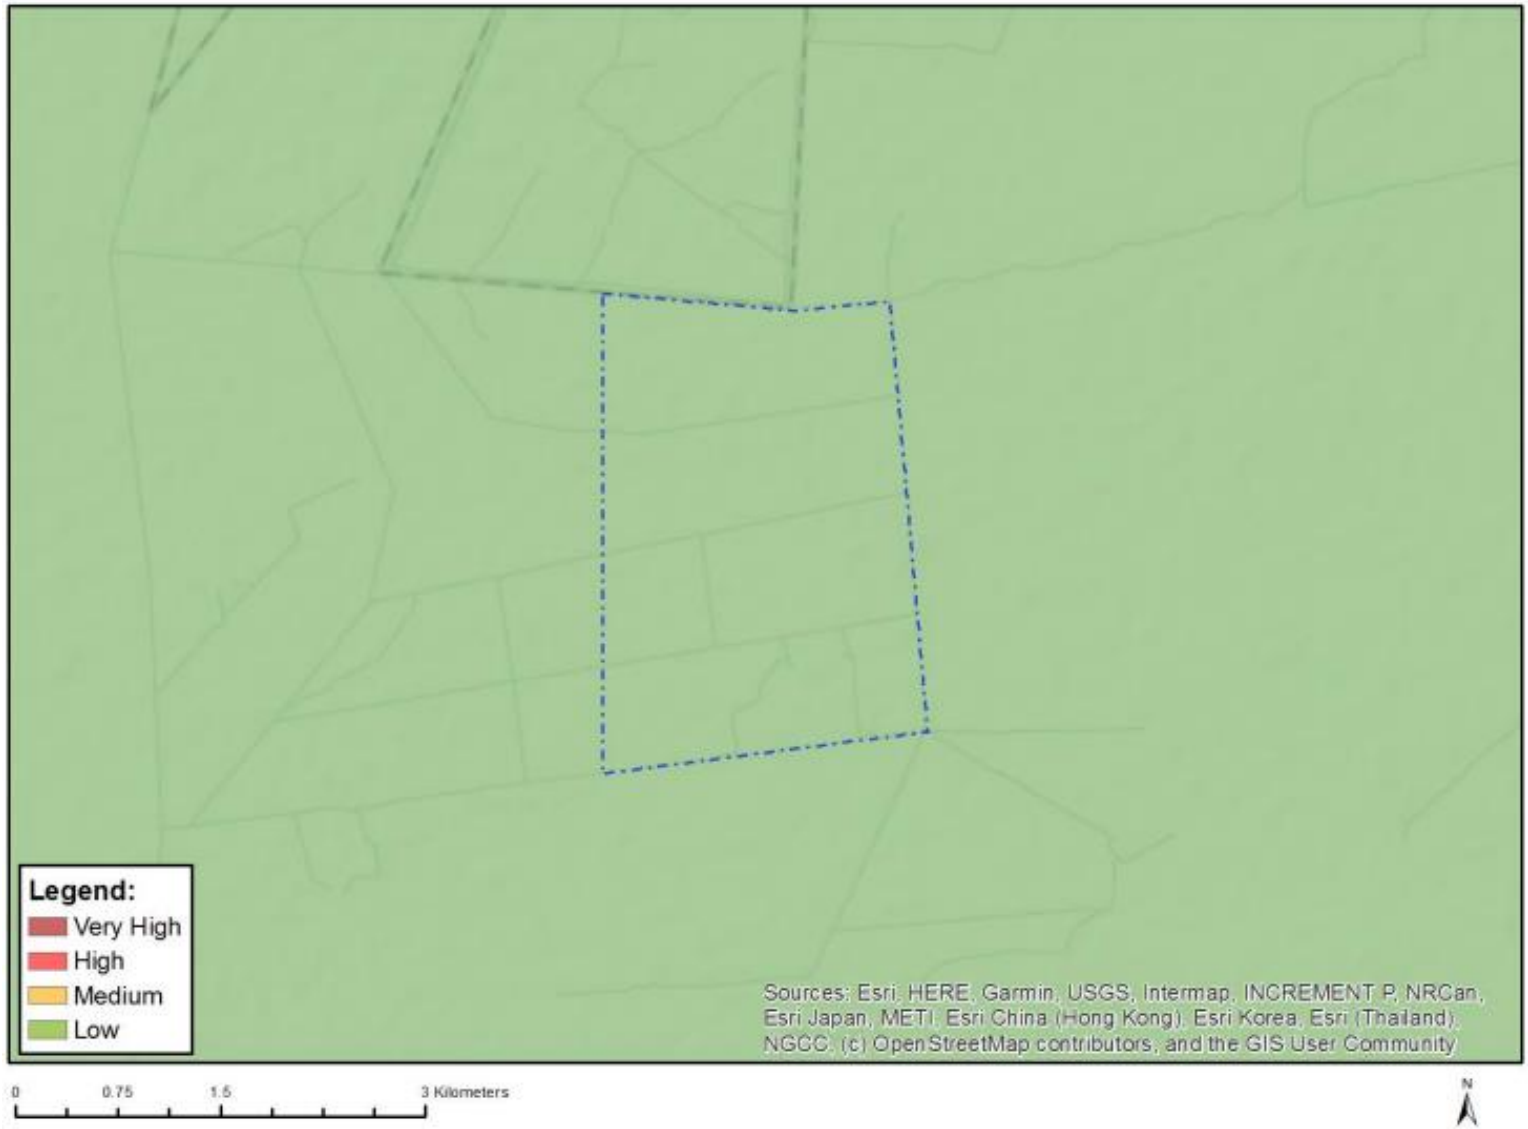 Legend:
Very High
High
Medium
Low
Sources: Esri, HERE, Garmin, USGS, Intermap, INCREMENT P, NRCan,
Esri Japan, METI, Esri China (Hong Kong), Esri Korea, Esri (Thailand),
NGCC, (c) OpenStreetMap contributors, and the GIS User Community
0 0.75 1.5 3 Kilometers
N